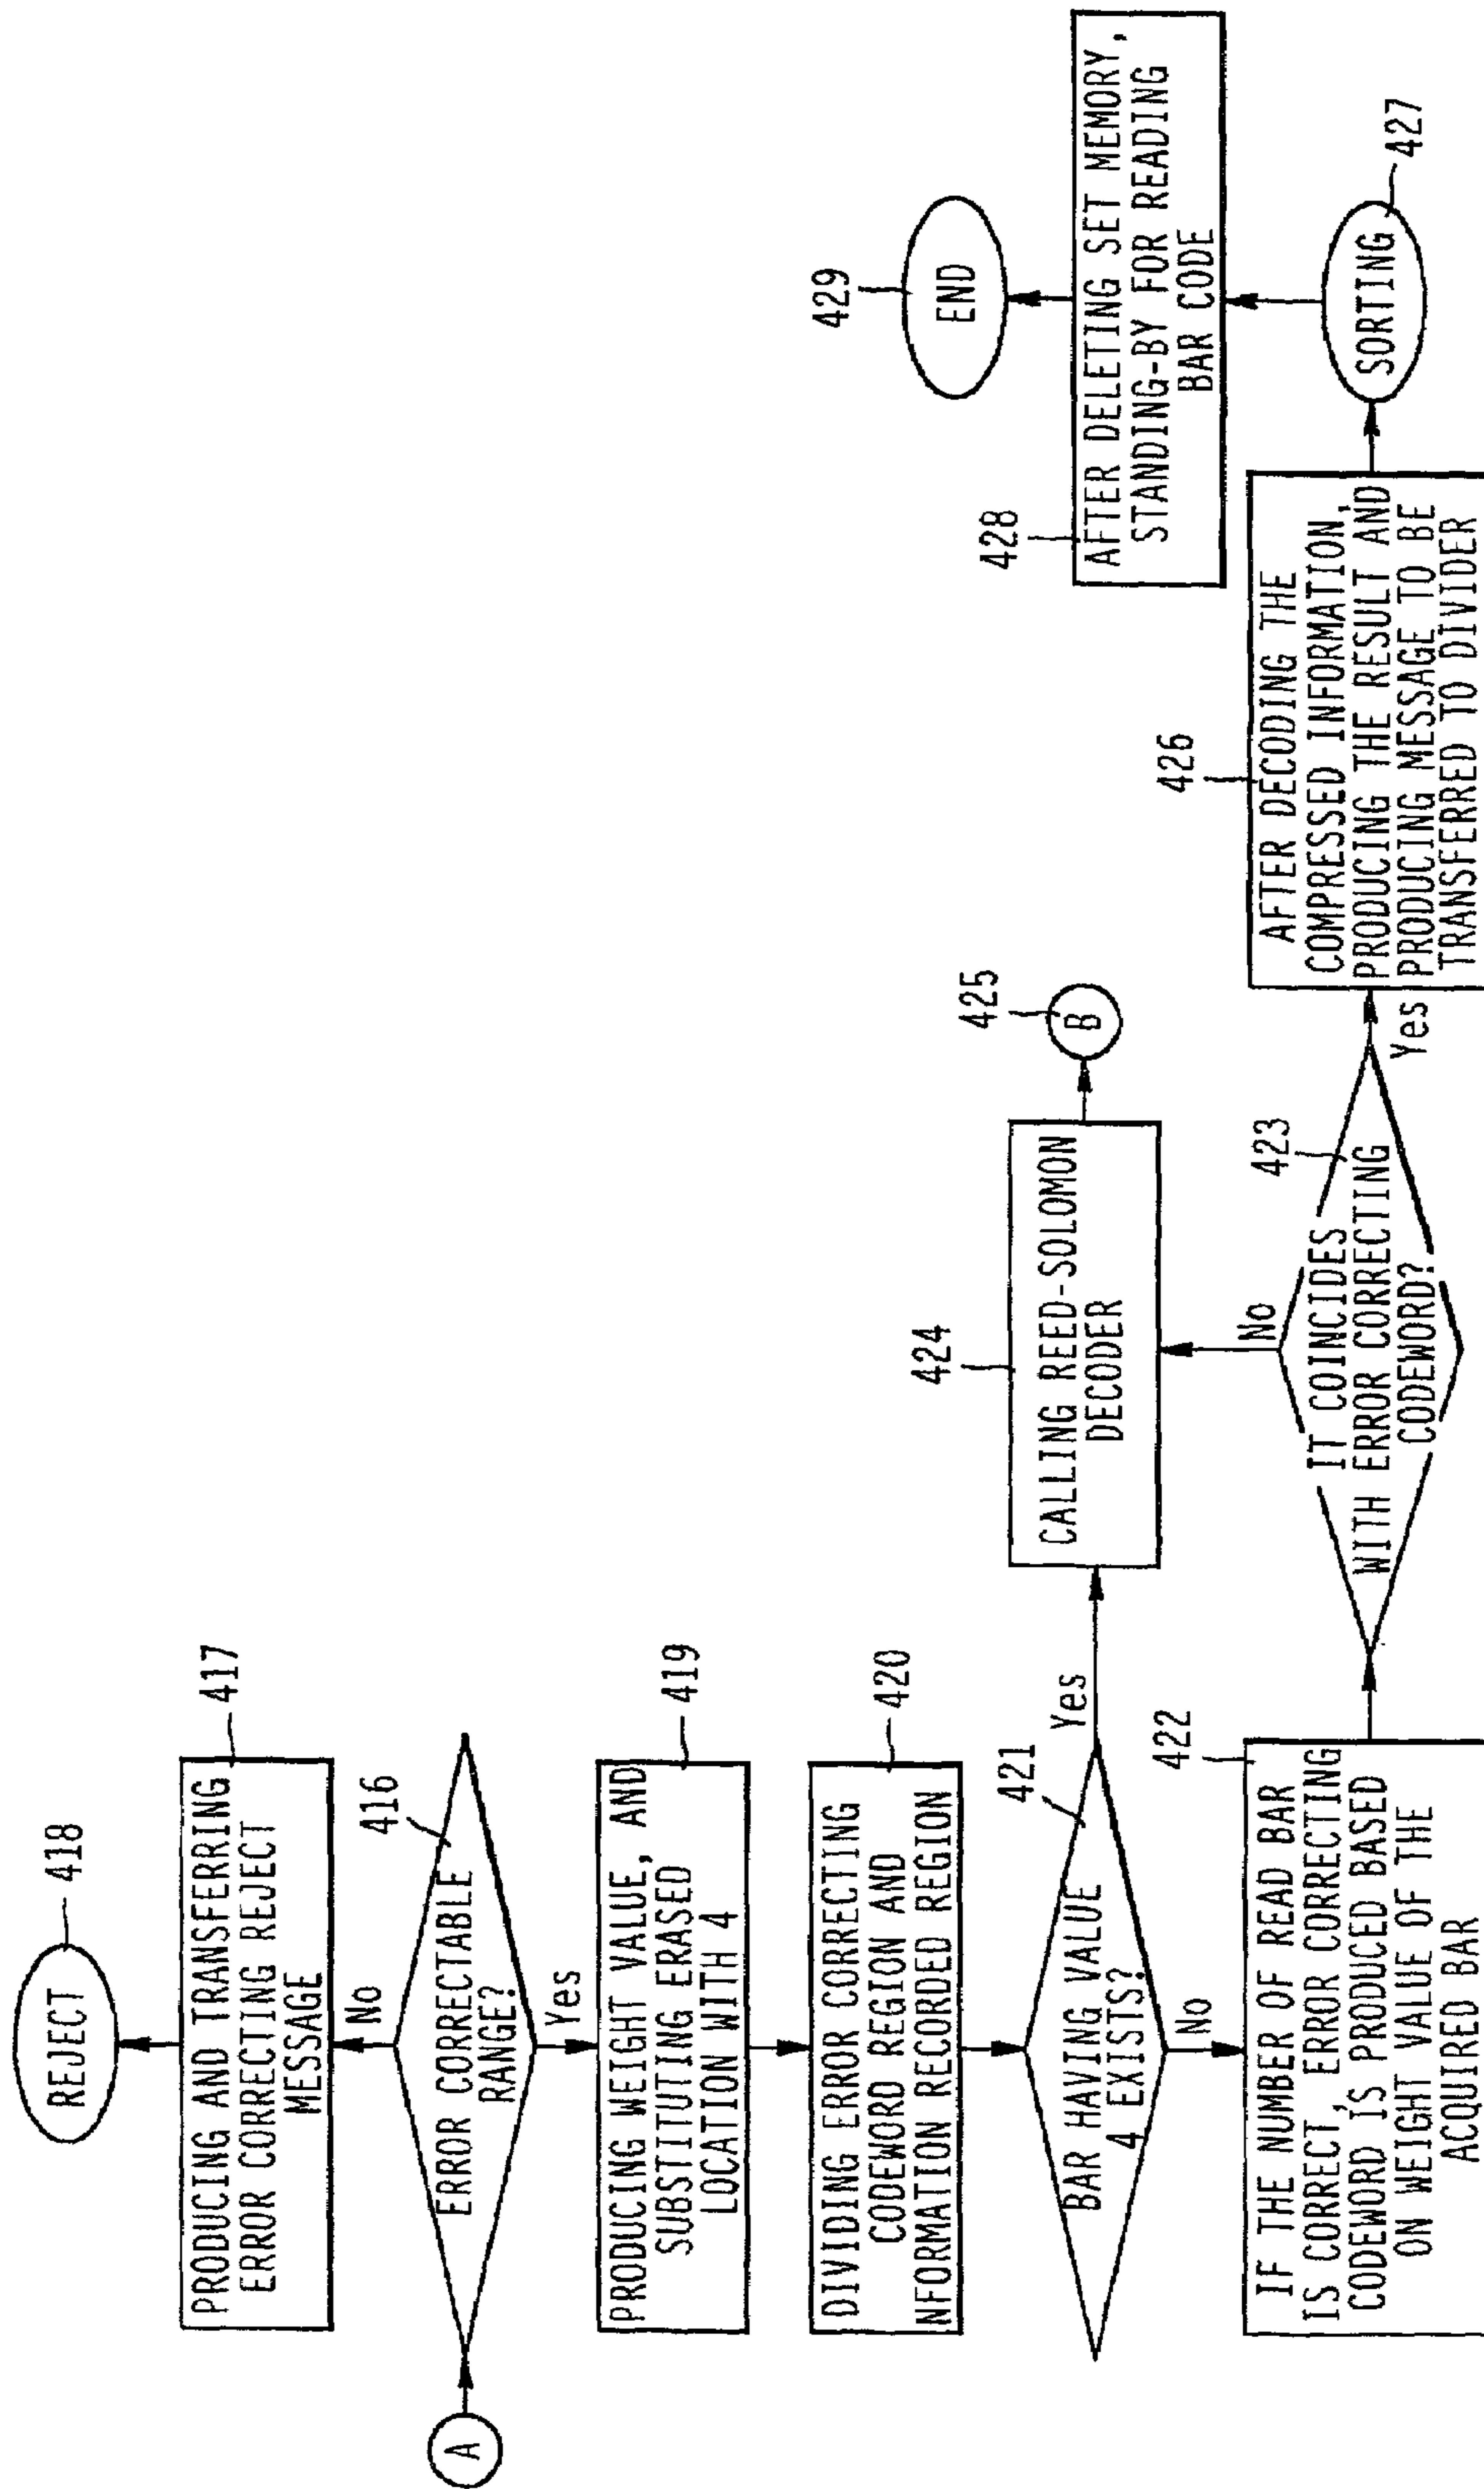 REJECT
418
PRODUCING AND TRANSFERRING
ERROR CORRECTING REJECT
MESSAGE
417
No
A
ERROR CORRECTABLE
RANGE?
416
Yes
PRODUCING WEIGHT VALUE, AND
SUBSTITUTING ERASED
LOCATION WITH 4
419
DIVIDING ERROR CORRECTING
CODEWORD REGION AND
NFORMATION RECORDED REGION
420
BAR HAVING VALUE
4 EXISTS?
421
Yes
No
IF THE NUMBER OF READ BAR
IS CORRECT, ERROR CORRECTING
CODEWORD IS PRODUCED BASED
ON WEIGHT VALUE OF THE
ACQUIRED BAR
422
IT COINCIDES
WITH ERROR CORRECTING
CODEWORD?
423
No
Yes
CALLING REED-SOLOMON
DECODER
424
B
425
AFTER DECODING THE
COMPRESSED INFORMATION,
PRODUCING THE RESULT AND
PRODUCING MESSAGE TO BE
TRANSFERRED TO DIVIDER
426
SORTING
427
AFTER DELETING SET MEMORY,
STANDING-BY FOR READING
BAR CODE
428
END
429